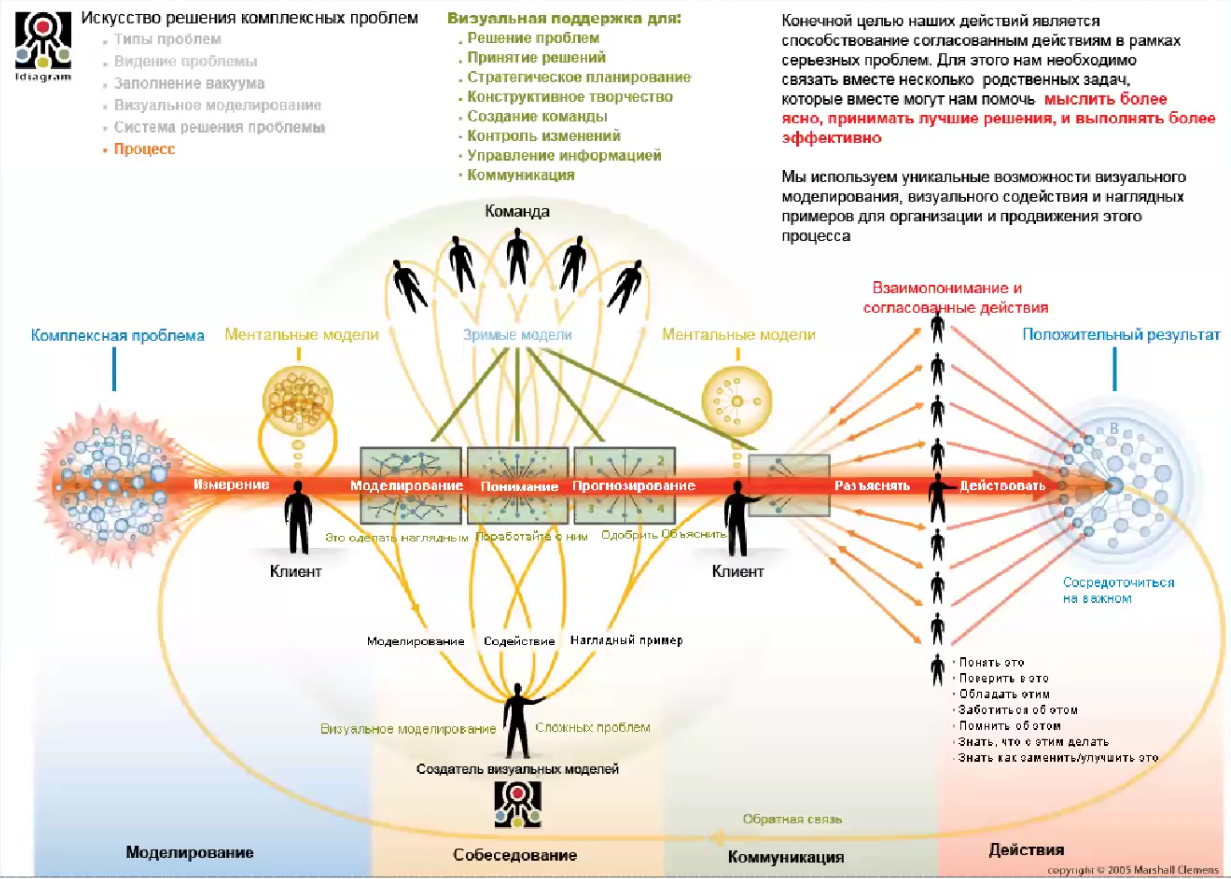 Idiagram
Искусство решения комплексных проблем
Типы проблем
Видение проблемы
Заполнение вакуума
Визуальное моделирование
Система решения проблемы
Процесс
Визуальная поддержка для:
Решение проблем
Принятие решений
Стратегическое планирование
Конструктивное творчество
Создание команды
Контроль изменений
Управление информацией
Коммуникация
Конечной целью наших действий является
способствование согласованным действиям в рамках
серьезных проблем. Для этого нам необходимо
связать вместе несколько родственных задач,
которые вместе могут нам помочь мыслить более
ясно, принимать лучшие решения, и выполнять более
эффективно
Мы используем уникальные возможности визуального
моделирования, визуального содействия и наглядных
примеров для организации и продвижения этого
процесса
Команда
Взаимопонимание и
согласованные действия
Комплексная проблема
Ментальные модели
Зримые модели
Ментальные модели
Положительный результат
A
B
1 2
3 4
Измерение
Моделирование
Понимание
Прогнозирование
Разъяснять
Действовать
Это сделать наглядным
Поработайте с ним
Одобрить
Объяснить
Клиент
Клиент
Сосредоточиться
на важном
Моделирование
Содействие
Наглядный пример
Понять это
Поверить в это
Обладать этим
Заботиться об этом
Помнить об этом
Знать, что с этим делать
Знать как заменить/улучшить это
Визуальное моделирование
Сложных проблем
Создатель визуальных моделей
Обратная связь
Моделирование
Собеседование
Коммуникация
Действия
copyright © 2005 Marshall Clemens